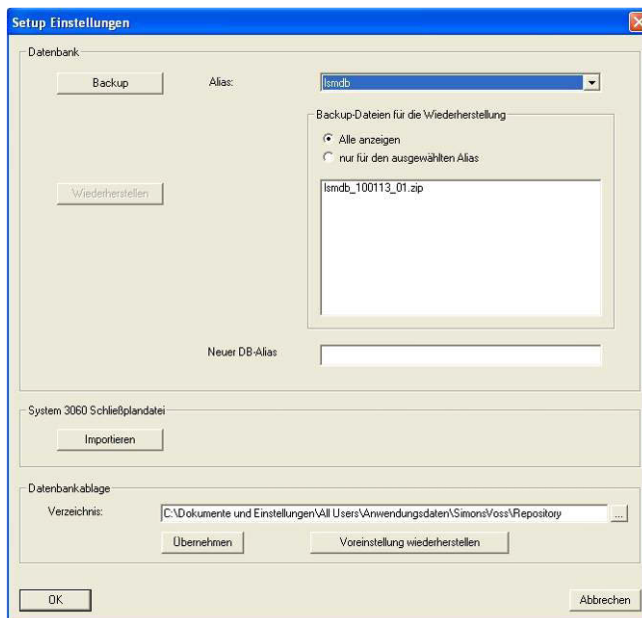 Setup Einstellungen
Datenbank
Backup
Alias:
lsmdb
Backup-Dateien für die Wiederherstellung
Alle anzeigen
nur für den ausgewählten Alias
Wiederherstellen
lsmdb_100113_01.zip
Neuer DB-Alias
System 3060 Schließplandatei
Importieren
Datenbankablage
Verzeichnis:
C:\Dokumente und Einstellungen\All Users\Anwendungsdaten\SimonsVoss\Repository
...
Übernehmen
Voreinstellung wiederherstellen
OK
Abbrechen